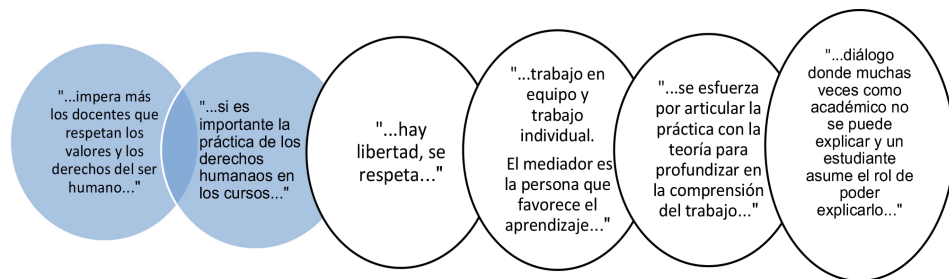 "...impera más
los docentes que
respetan los
valores y los
derechos del ser
humano..."
"...si es
importante la
práctica de los
derechos
humanaos en
los cursos..."
"...hay
libertad, se
respeta..."
"...trabajo en
equipo y
trabajo
individual.
El mediador es
la persona que
favorece el
aprendizaje..."
"...se esfuerza
por articular la
práctica con la
teoría para
profundizar en
la comprensión
del trabajo..."
"...diálogo
donde muchas
veces como
académico no
se puede
explicar y un
estudiante
asume el rol de
poder
explicarlo..."